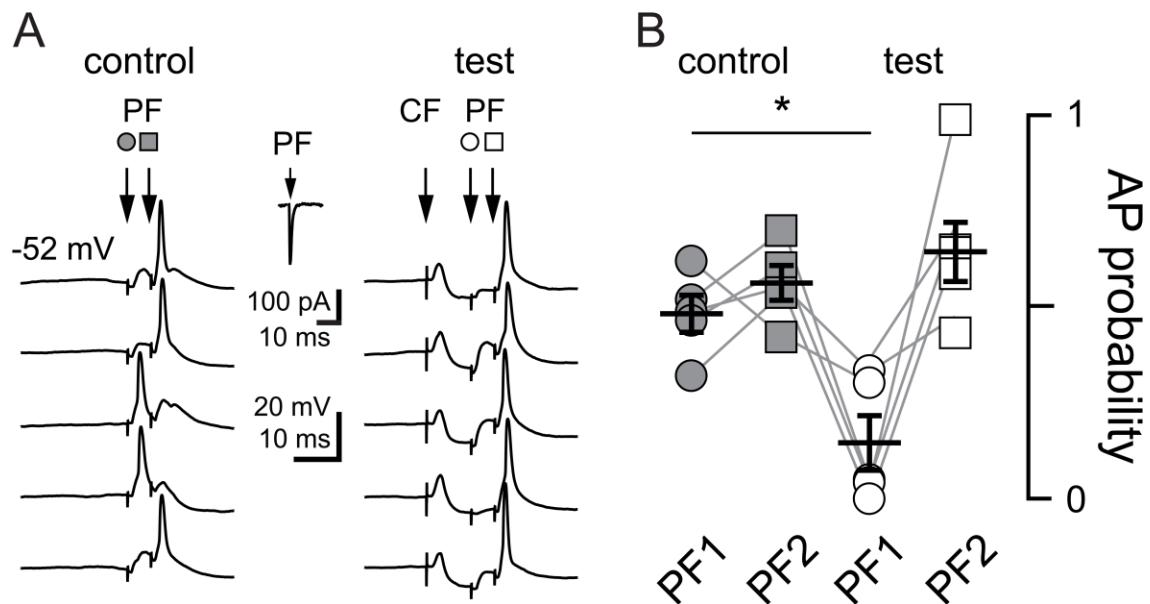 A
control
PF
PF
-52 mV
100 pA
10 ms
20 mV
10 ms
test
CF PF
B
control test
*
1
0
AP probability
PF1 PF2 PF1 PF2